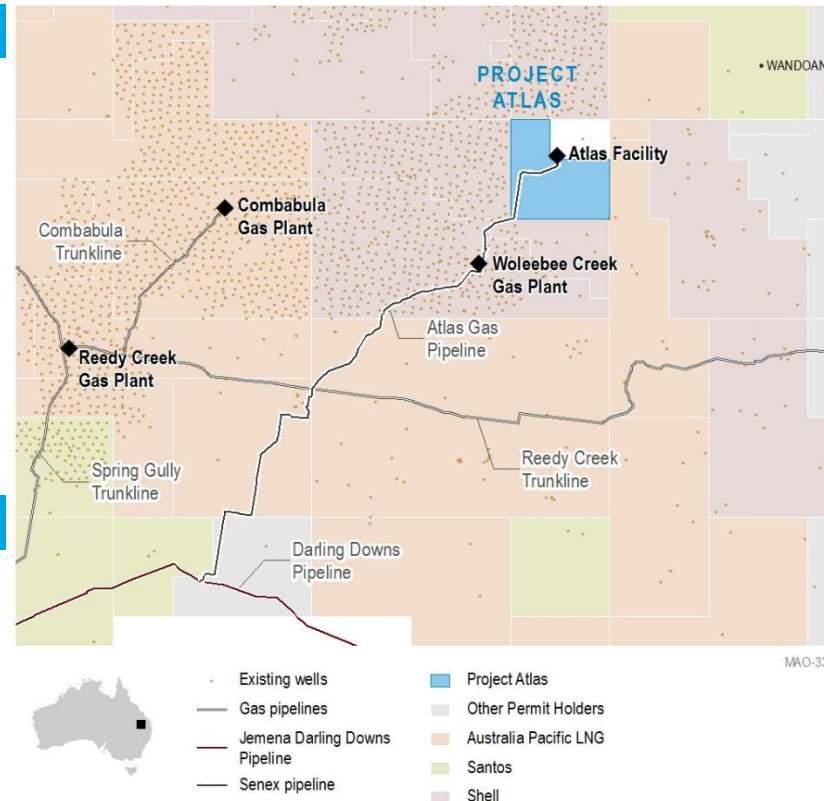 PROJECT
ATLAS
• WANDOAN
Atlas Facility
Combabula
Gas Plant
Combabula
Trunkline
Woleebee Creek
Gas Plant
Atlas Gas
Pipeline
Reedy Creek
Gas Plant
Spring Gully
Trunkline
Reedy Creek
Trunkline
Darling Downs
Pipeline
MAO-33
Existing wells
Gas pipelines
Jemena Darling Downs
Pipeline
Senex pipeline
Project Atlas
Other Permit Holders
Australia Pacific LNG
Santos
Shell